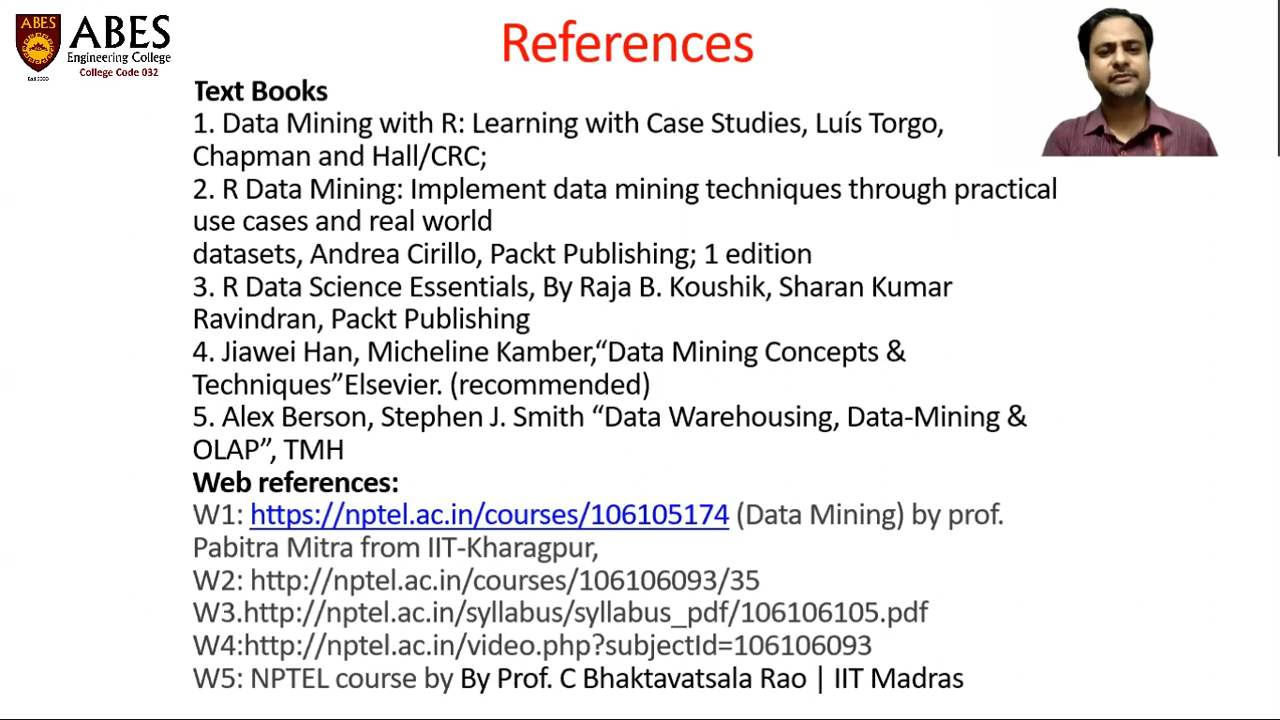 ABES
ABES
Engineering College
College Code 032
References
Text Books
1. Data Mining with R: Learning with Case Studies, Luís Torgo,
Chapman and Hall/CRC;
2. R Data Mining: Implement data mining techniques through practical
use cases and real world
datasets, Andrea Cirillo, Packt Publishing; 1 edition
3. R Data Science Essentials, By Raja B. Koushik, Sharan Kumar
Ravindran, Packt Publishing
4. Jiawei Han, Micheline Kamber,“Data Mining Concepts &
Techniques”Elsevier. (recommended)
5. Alex Berson, Stephen J. Smith “Data Warehousing, Data-Mining &
OLAP”, TMH
Web references:
W1: https://nptel.ac.in/courses/106105174 (Data Mining) by prof.
Pabitra Mitra from IIT-Kharagpur,
W2: http://nptel.ac.in/courses/106106093/35
W3.http://nptel.ac.in/syllabus/syllabus_pdf/106106105.pdf
W4:http://nptel.ac.in/video.php?subjectId=106106093
W5: NPTEL course by By Prof. C Bhaktavatsala Rao | IIT Madras